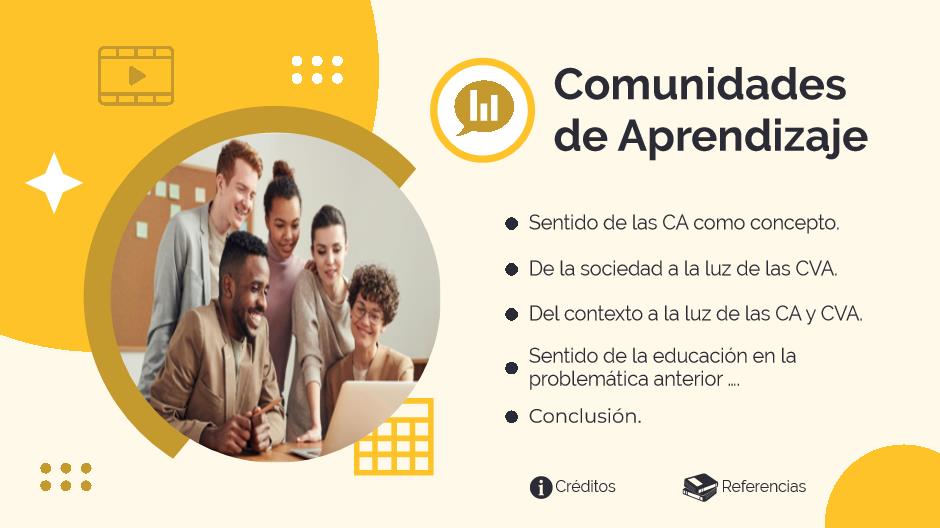 Comunidades
de Aprendizaje
Sentido de las CA como concepto.
De la sociedad a la luz de las CVA.
Del contexto a la luz de las CA y CVA.
Sentido de la educación en la
problemática anterior ....
Conclusión.
Créditos
Referencias